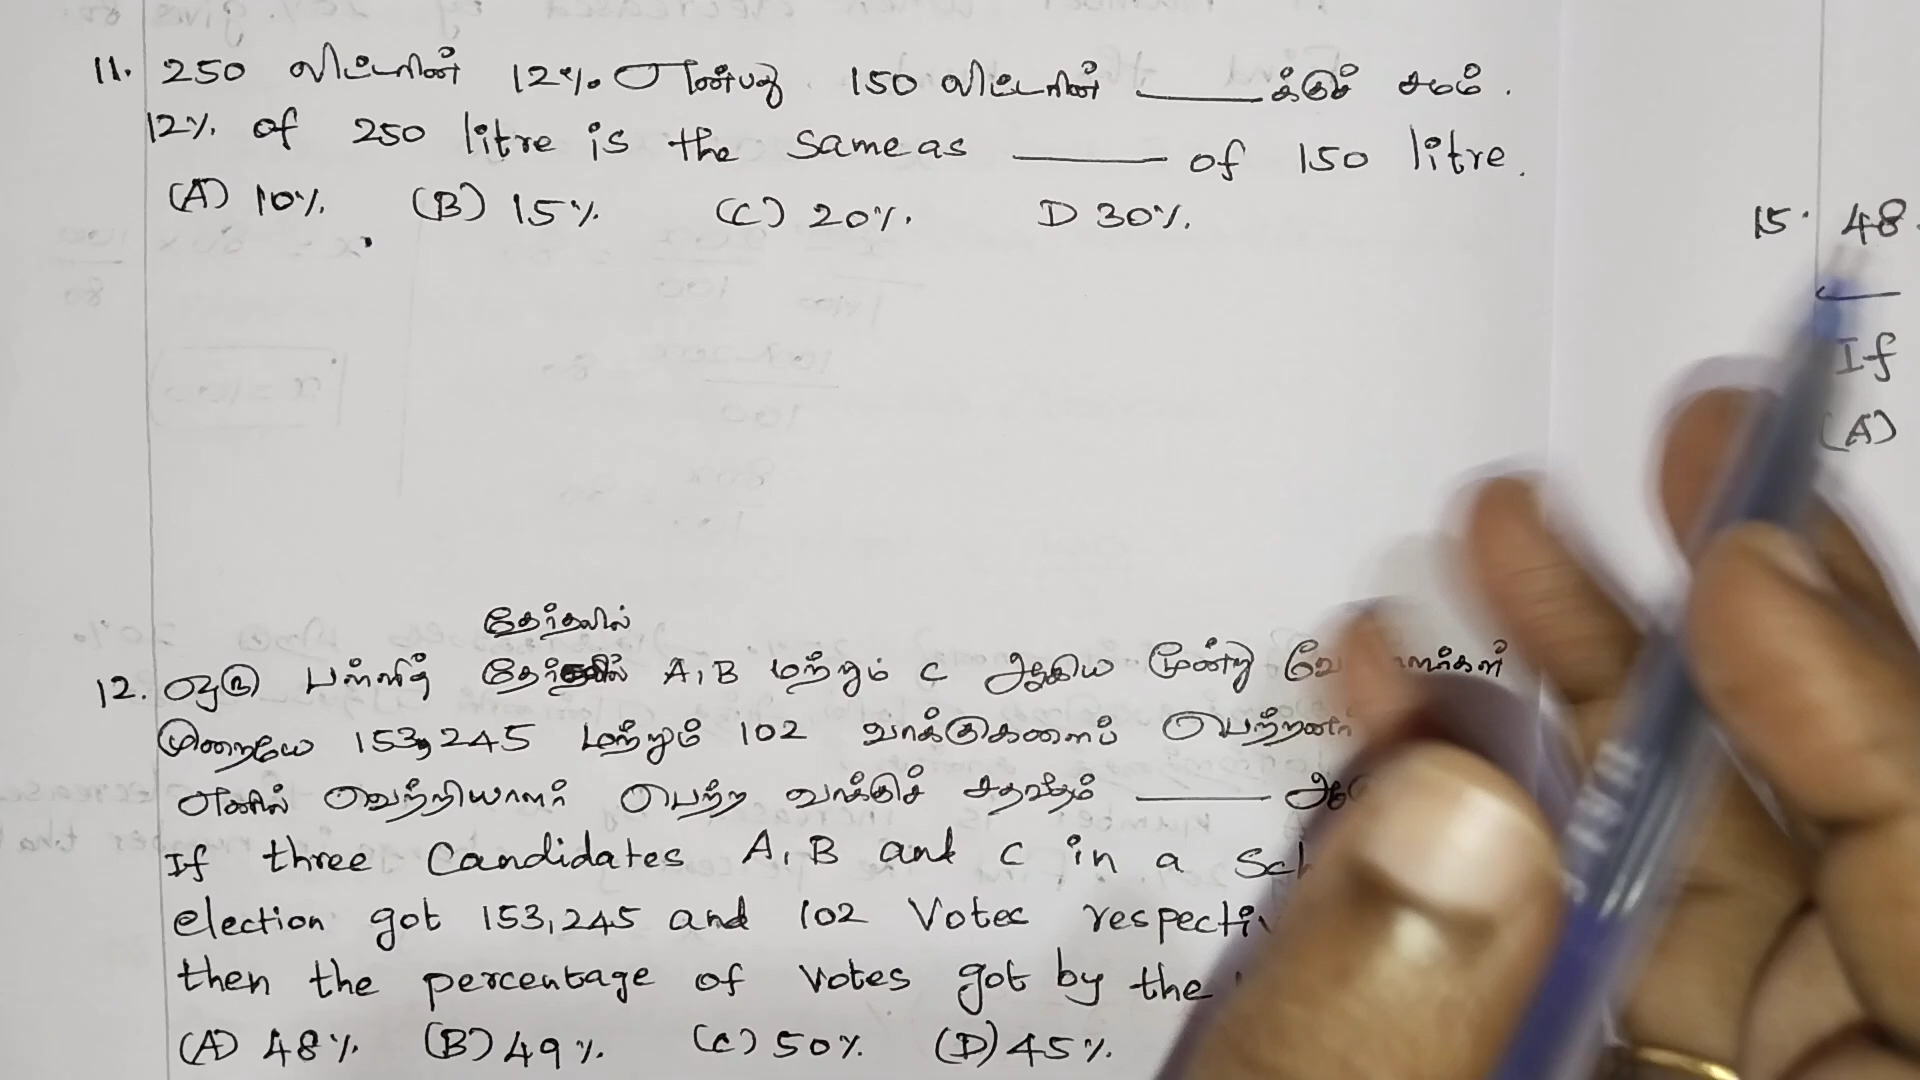 11. 250 லிட்டரின் 12% என்பது 150 லிட்டரின் ______க்குச் சமம்.
12% of 250 litre is the same as ______ of 150 litre.
(A) 10% (B) 15% (C) 20% D 30%.
15. 48
If
(A)
தேர்தலில்
12. ஒரு பள்ளித் A, B மற்றும் C ஆகிய மூன்று
முறையே 153, 245 மற்றும் 102 வாக்குகளைப்
எனில் வெற்றியாளர் பெற்ற வாக்குச் சதவீதம் ______
If three Candidates A, B and C in a
election got 153, 245 and 102 Votes
then the percentage of Votes got by the
(A) 48% (B) 49%. (C) 50% (D) 45%.